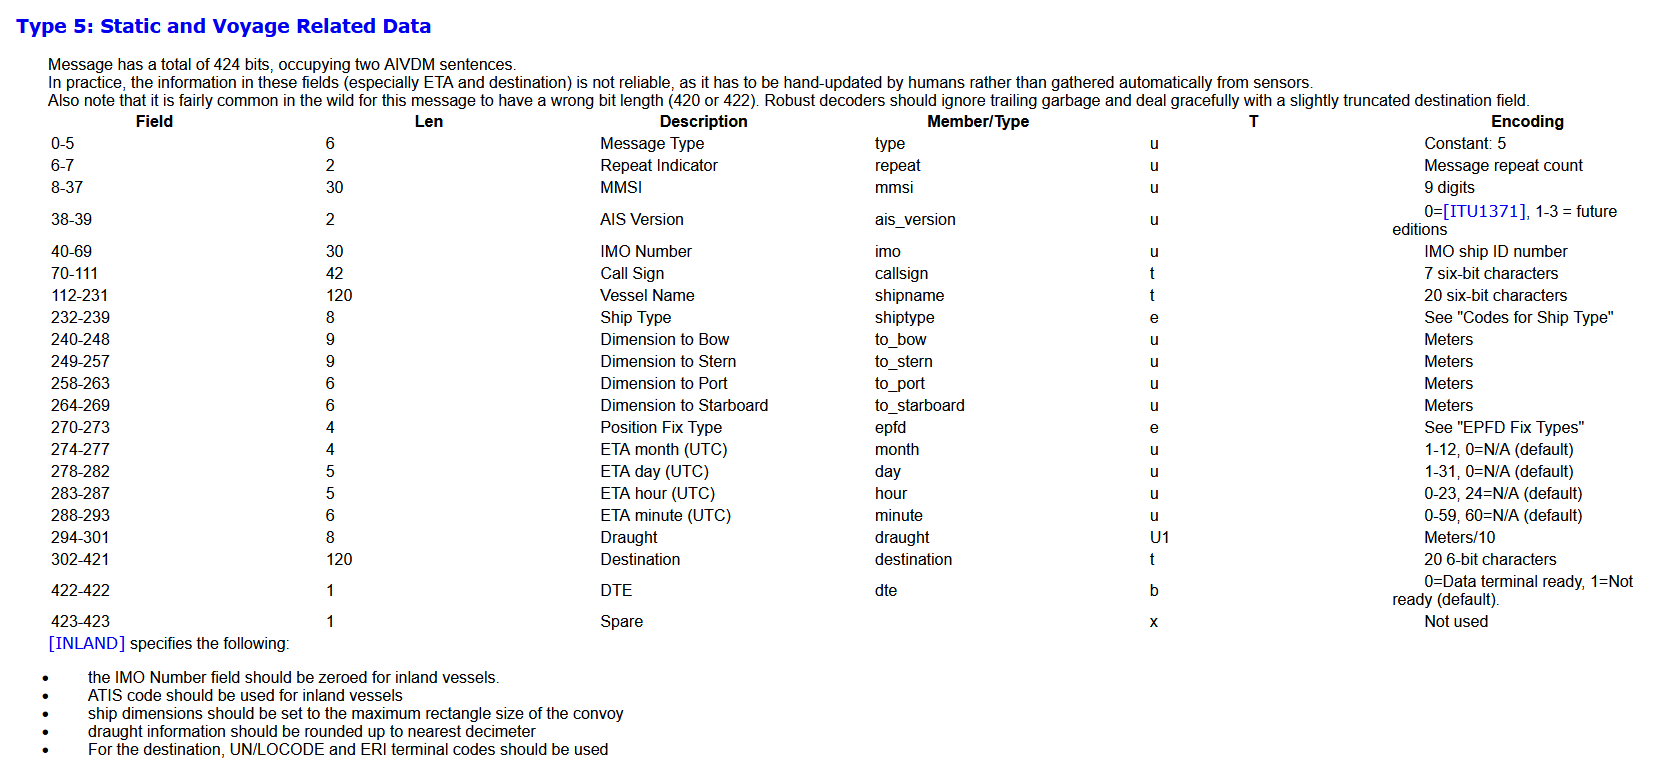 Type 5: Static and Voyage Related Data
Message has a total of 424 bits, occupying two AIVDM sentences.
In practice, the information in these fields (especially ETA and destination) is not reliable, as it has to be hand-updated by humans rather than gathered automatically from sensors.
Also note that it is fairly common in the wild for this message to have a wrong bit length (420 or 422). Robust decoders should ignore trailing garbage and deal gracefully with a slightly truncated destination field.
Field Len Description Member/Type T Encoding
0-5 6 Message Type type u Constant: 5
6-7 2 Repeat Indicator repeat u Message repeat count
8-37 30 MMSI mmsi u 9 digits
38-39 2 AIS Version ais_version u 0=[ITU1371], 1-3 = future
editions
40-69 30 IMO Number imo u IMO ship ID number
70-111 42 Call Sign callsign t 7 six-bit characters
112-231 120 Vessel Name shipname t 20 six-bit characters
232-239 8 Ship Type shiptype e See "Codes for Ship Type"
240-248 9 Dimension to Bow to_bow u Meters
249-257 9 Dimension to Stern to_stern u Meters
258-263 6 Dimension to Port to_port u Meters
264-269 6 Dimension to Starboard to_starboard u Meters
270-273 4 Position Fix Type epfd e See "EPFD Fix Types"
274-277 4 ETA month (UTC) month u 1-12, 0=N/A (default)
278-282 5 ETA day (UTC) day u 1-31, 0=N/A (default)
283-287 5 ETA hour (UTC) hour u 0-23, 24=N/A (default)
288-293 6 ETA minute (UTC) minute u 0-59, 60=N/A (default)
294-301 8 Draught draught U1 Meters/10
302-421 120 Destination destination t 20 6-bit characters
422-422 1 DTE dte b 0=Data terminal ready, 1=Not
ready (default).
423-423 1 Spare x Not used
[INLAND] specifies the following:
• the IMO Number field should be zeroed for inland vessels.
• ATIS code should be used for inland vessels
• ship dimensions should be set to the maximum rectangle size of the convoy
• draught information should be rounded up to nearest decimeter
• For the destination, UN/LOCODE and ERI terminal codes should be used